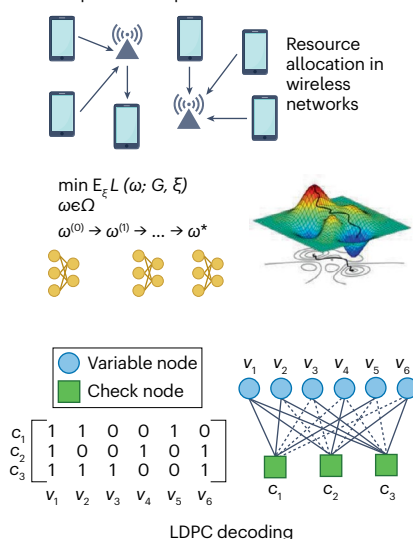 Resource
allocation in
wireless
networks
min E_ξ L (ω; G, ξ)
ωϵΩ
ω⁽⁰⁾ → ω⁽¹⁾ → ... → ω*
Variable node
Check node
v₁ v₂ v₃ v₄ v₅ v₆
c₁ 1 1 0 0 1 0
c₂ 1 0 0 1 0 1
c₃ 1 1 1 0 0 1
v₁ v₂ v₃ v₄ v₅ v₆
c₁ c₂ c₃
LDPC decoding